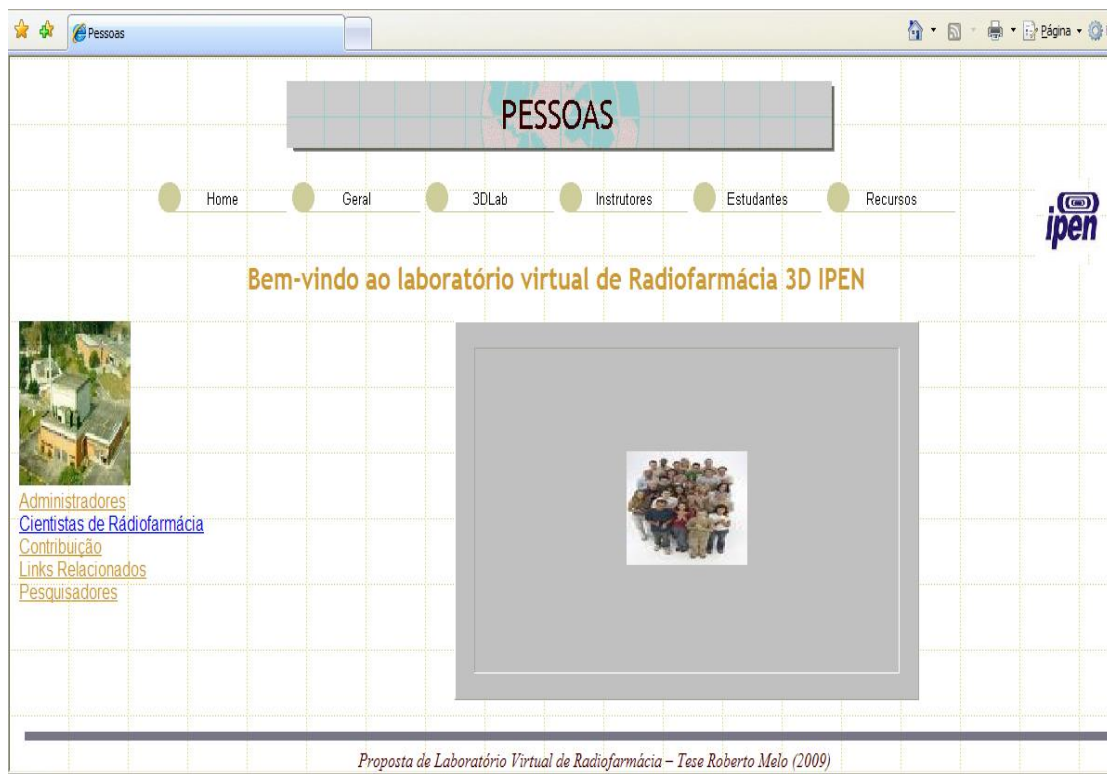 Pessoas
Página
PESSOAS
Home Geral 3DLab Instrutores Estudantes Recursos
ipen
Bem-vindo ao laboratório virtual de Radiofarmácia 3D IPEN
Administradores
Cientistas de Rádiofarmácia
Contribuição
Links Relacionados
Pesquisadores
Proposta de Laboratório Virtual de Radiofarmácia – Tese Roberto Melo (2009)